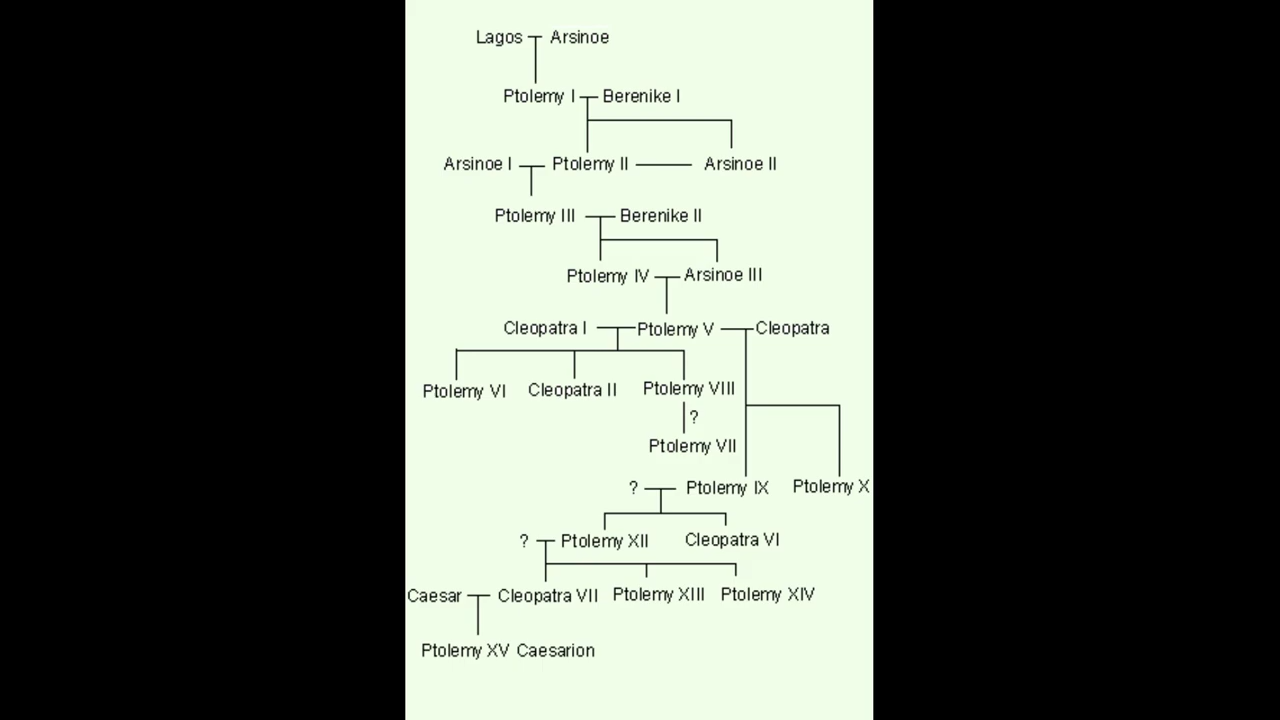 Lagos Arsinoe
Ptolemy I Berenike I
Arsinoe I Ptolemy II Arsinoe II
Ptolemy III Berenike II
Ptolemy IV Arsinoe III
Cleopatra I Ptolemy V Cleopatra
Ptolemy VI Cleopatra II Ptolemy VIII
?
Ptolemy VII
? Ptolemy IX Ptolemy X
? Ptolemy XII Cleopatra VI
Caesar Cleopatra VII Ptolemy XIII Ptolemy XIV
Ptolemy XV Caesarion